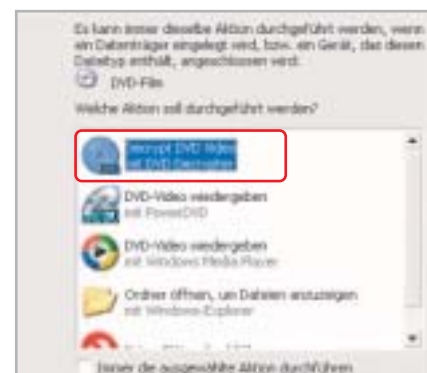 Es kann immer dieselbe Aktion durchgeführt werden, wenn
ein Datenträger eingelegt wird, bzw. ein Gerät, das diesen
Dateityp enthält, angeschlossen wird:
DVD-Film
Welche Aktion soll durchgeführt werden?
Decrypt DVD Video
mit DVD Decrypter
DVD-Video wiedergeben
mit PowerDVD
DVD-Video wiedergeben
mit Windows Media Player
Ordner öffnen, um Dateien anzuzeigen
mit Windows-Explorer
Immer die ausgewählte Aktion durchführen